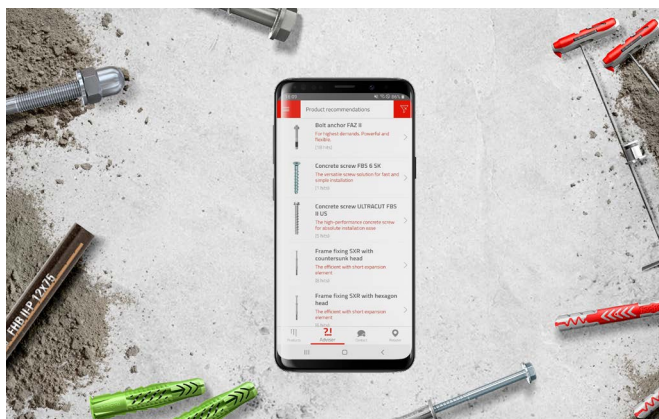 Product recommendations
Bolt anchor FAZ II
For highest demands. Powerful and
flexible.
Concrete screw FBS 6 SK
The versatile screw solution for fast and
simple installation
Concrete screw ULTRACUT FBS
II US
The high-performance concrete screw
for absolute installation ease
Frame fixing SXR with
countersunk head
The efficient with short expansion
element
Frame fixing SXR with hexagon
head
The efficient with short expansion
element
?!
FHB II-P 12X75